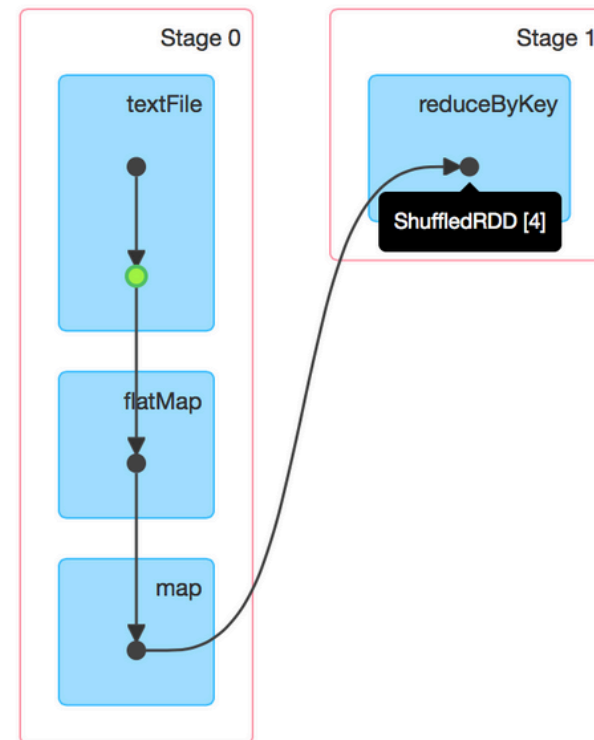 Stage 0
textFile
flatMap
map
Stage 1
reduceByKey
ShuffledRDD [4]